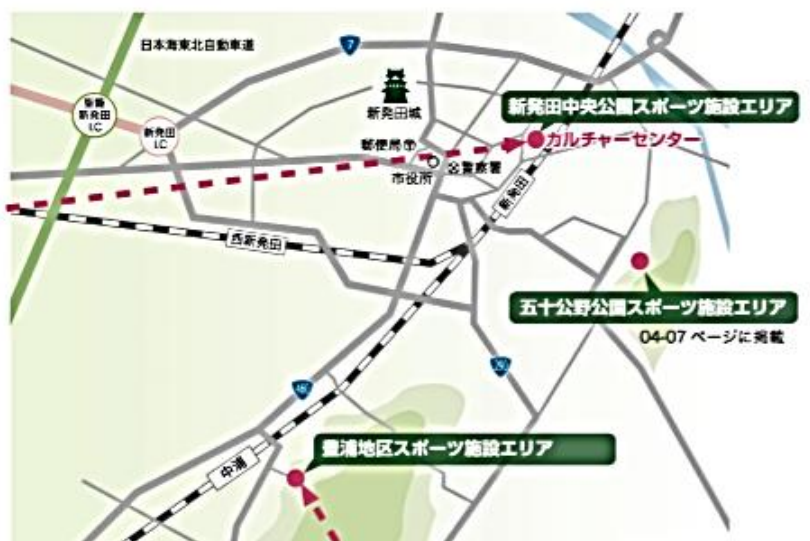 日本海東北自動車道
7
聖籠
新発田
I.C
新発田
I.C
新発田城
新発田中央公園スポーツ施設エリア
カルチャーセンター
郵便局
市役所
警察署
新発田
西新発田
五十公野公園スポーツ施設エリア
04-07 ページに掲載
290
460
豊浦地区スポーツ施設エリア
中浦